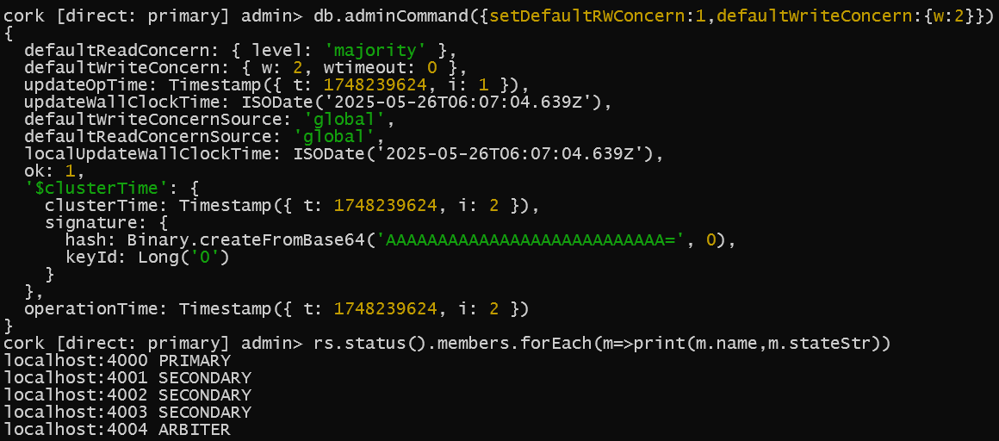 cork [direct: primary] admin> db.adminCommand({setDefaultRWConcern:1,defaultWriteConcern:{w:2}})
{
  defaultReadConcern: { level: 'majority' },
  defaultWriteConcern: { w: 2, wtimeout: 0 },
  updateOpTime: Timestamp({ t: 1748239624, i: 1 }),
  updateWallClockTime: ISODate('2025-05-26T06:07:04.639Z'),
  defaultWriteConcernSource: 'global',
  defaultReadConcernSource: 'global',
  localUpdateWallClockTime: ISODate('2025-05-26T06:07:04.639Z'),
  ok: 1,
  '$clusterTime': {
    clusterTime: Timestamp({ t: 1748239624, i: 2 }),
    signature: {
      hash: Binary.createFromBase64('AAAAAAAAAAAAAAAAAAAAAAAAAAA=', 0),
      keyId: Long('0')
    }
  },
  operationTime: Timestamp({ t: 1748239624, i: 2 })
}
cork [direct: primary] admin> rs.status().members.forEach(m=>print(m.name,m.stateStr))
localhost:4000 PRIMARY
localhost:4001 SECONDARY
localhost:4002 SECONDARY
localhost:4003 SECONDARY
localhost:4004 ARBITER